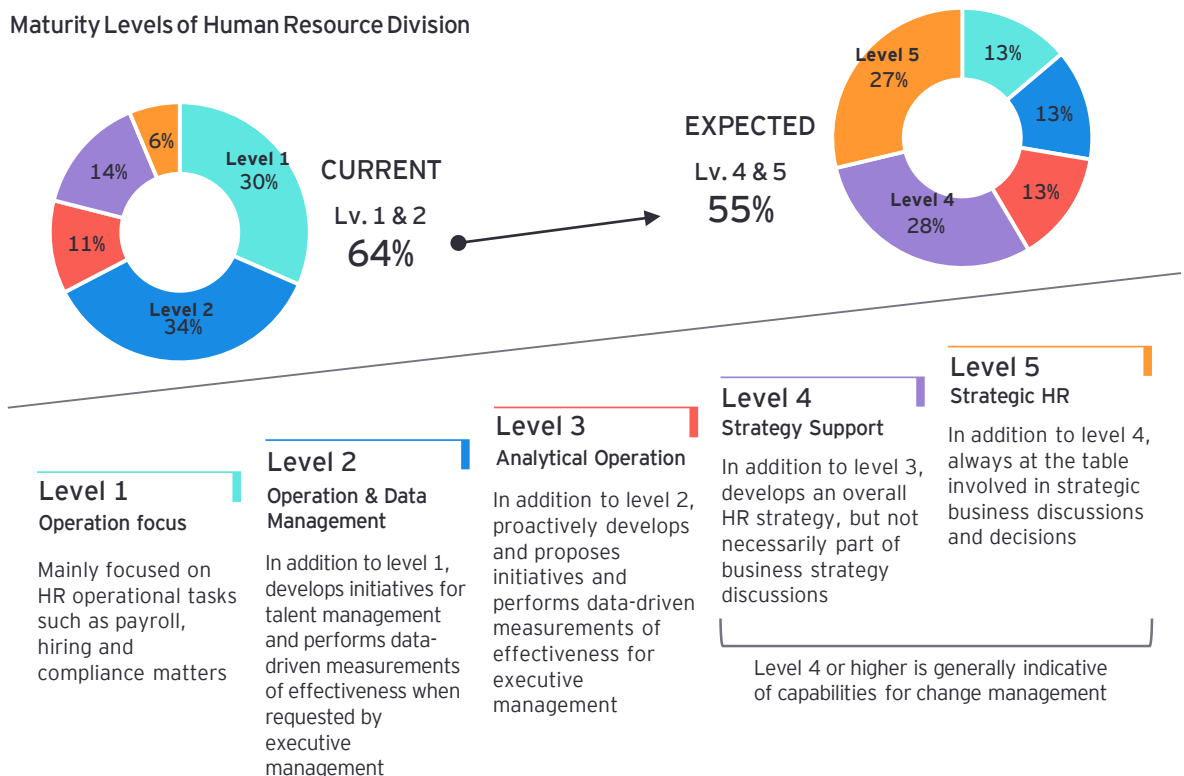 Maturity Levels of Human Resource Division
Level 1
30%
Level 2
34%
11%
14%
6%
CURRENT
Lv. 1 & 2
64%
EXPECTED
Lv. 4 & 5
55%
13%
13%
13%
Level 4
28%
Level 5
27%
Level 1
Operation focus
Mainly focused on
HR operational tasks
such as payroll,
hiring and
compliance matters
Level 2
Operation & Data
Management
In addition to level 1,
develops initiatives for
talent management
and performs data-
driven measurements
of effectiveness when
requested by
executive
management
Level 3
Analytical Operation
In addition to level 2,
proactively develops
and proposes
initiatives and
performs data-driven
measurements of
effectiveness for
executive
management
Level 4
Strategy Support
In addition to level 3,
develops an overall
HR strategy, but not
necessarily part of
business strategy
discussions
Level 5
Strategic HR
In addition to level 4,
always at the table
involved in strategic
business discussions
and decisions
Level 4 or higher is generally indicative
of capabilities for change management